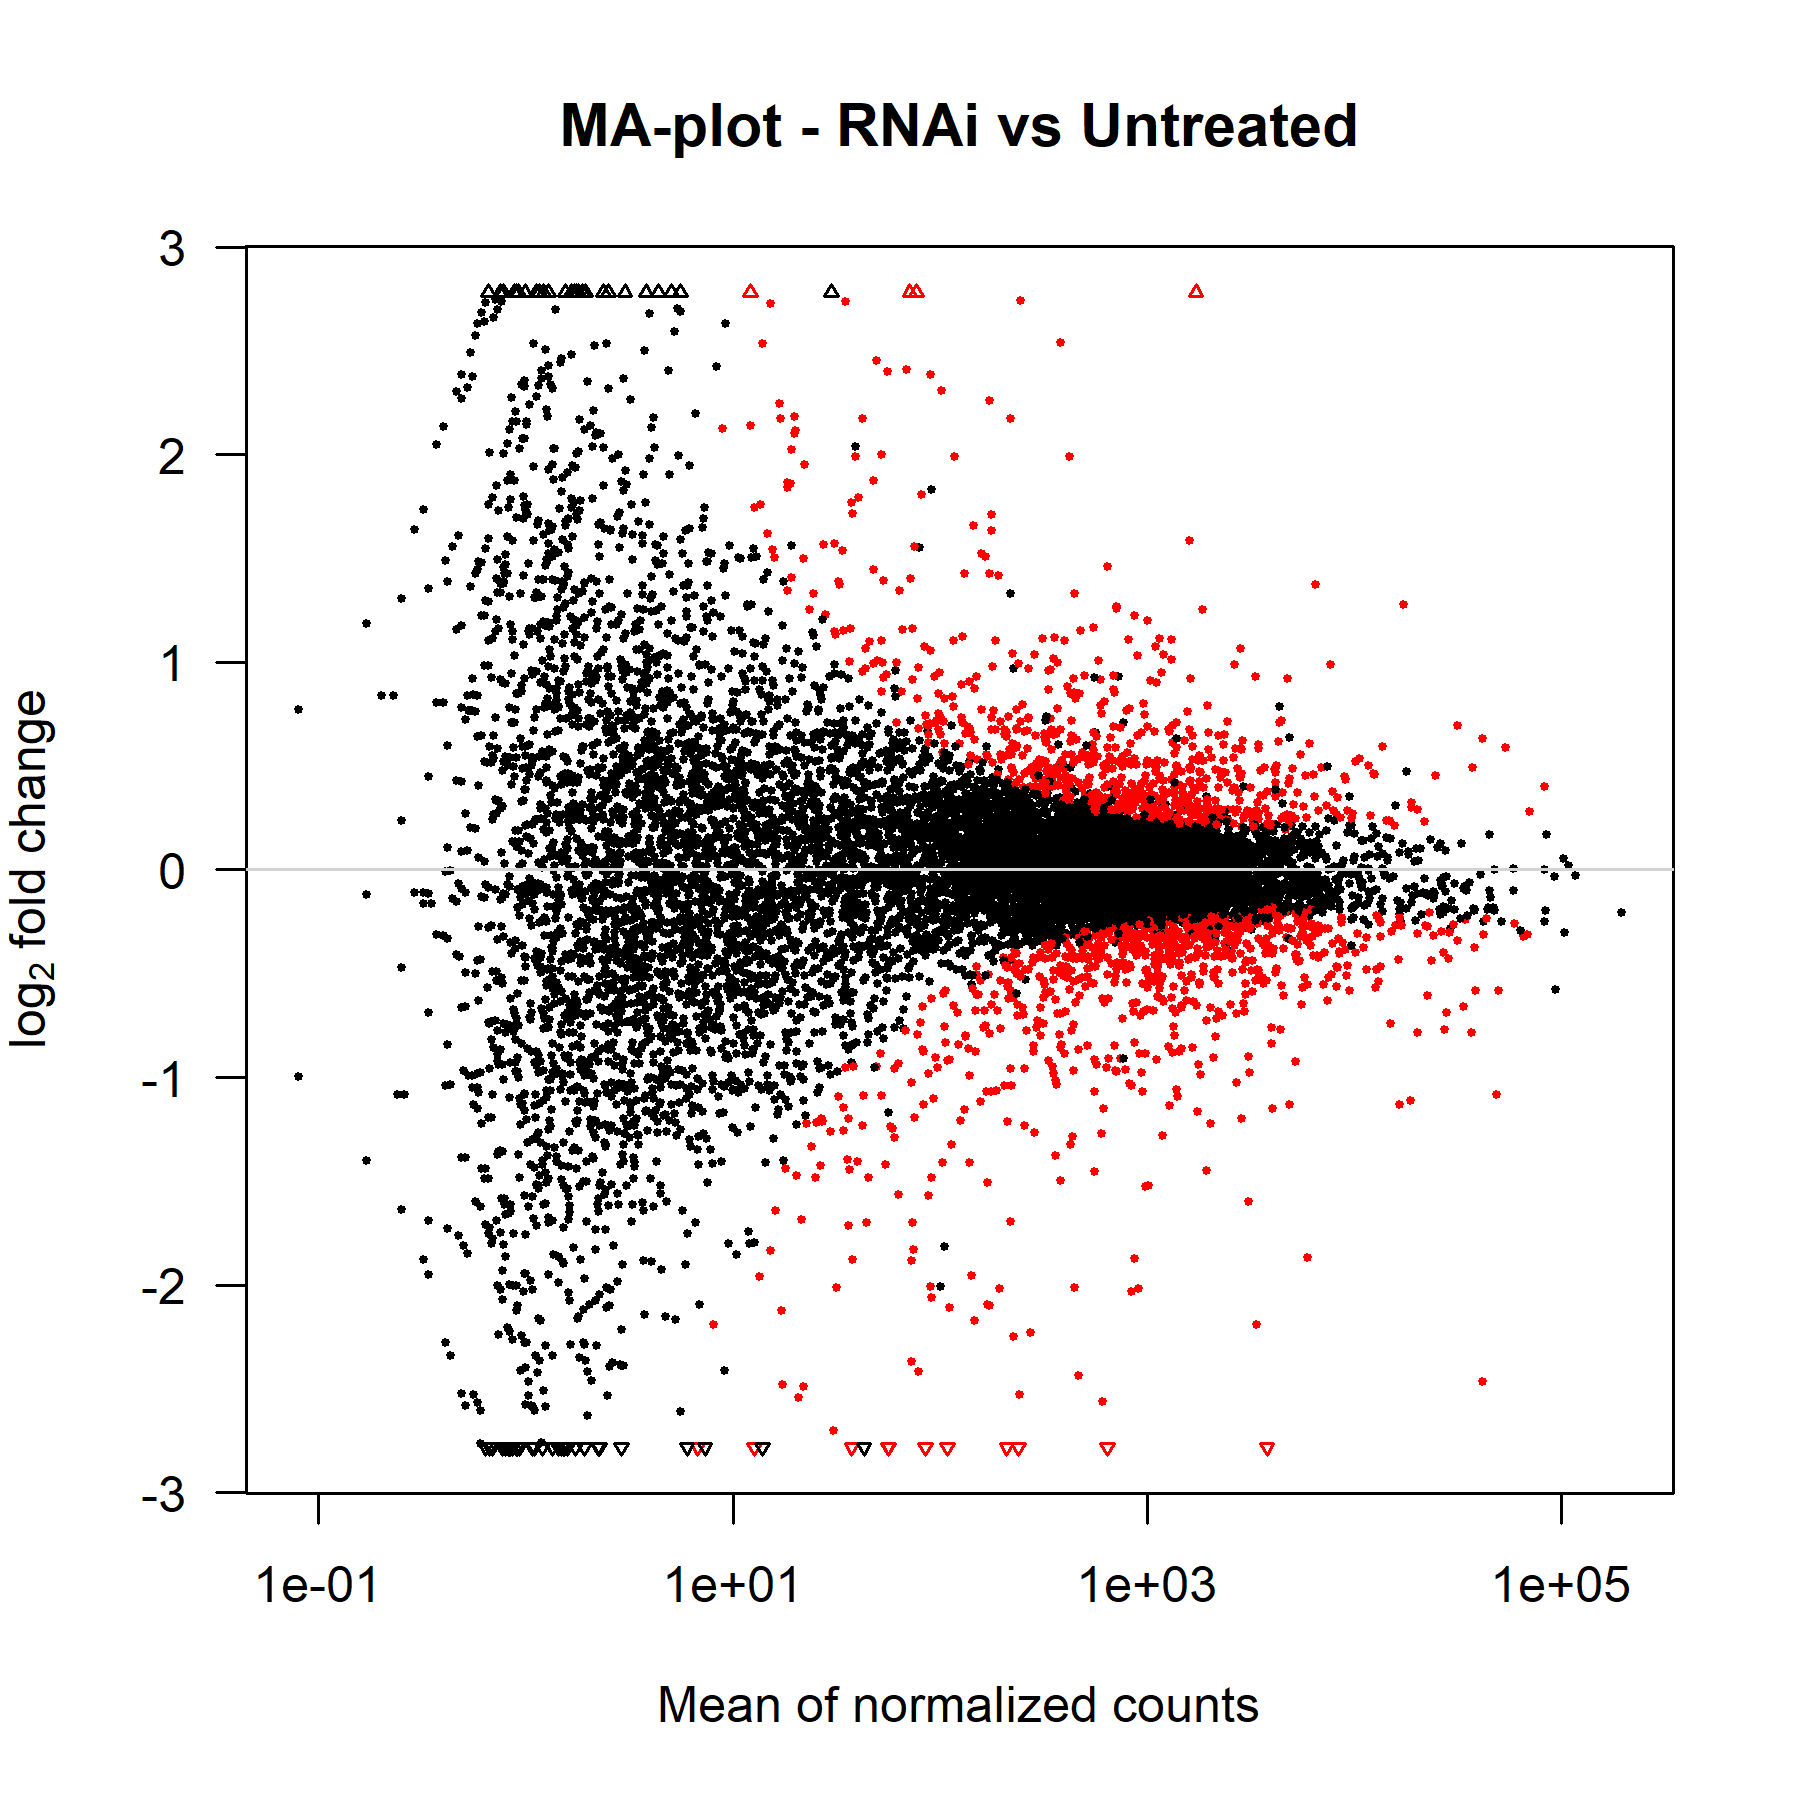 MA-plot - RNAi vs Untreated
3
2
1
0
-1
-2
-3
log₂ fold change
1e-01 1e+01 1e+03 1e+05
Mean of normalized counts